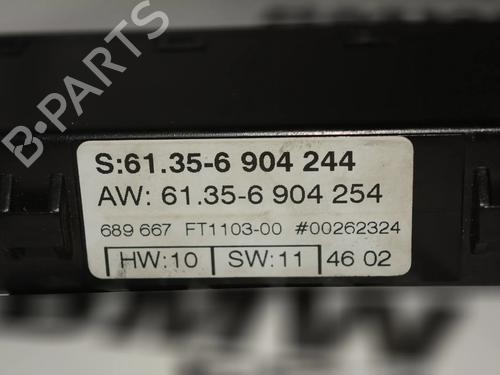 B-PARTS
S:61.35-6 904 244
AW: 61.35-6 904 254
689 667 FT1103-00 #00262324
HW:10 SW:11 46 02